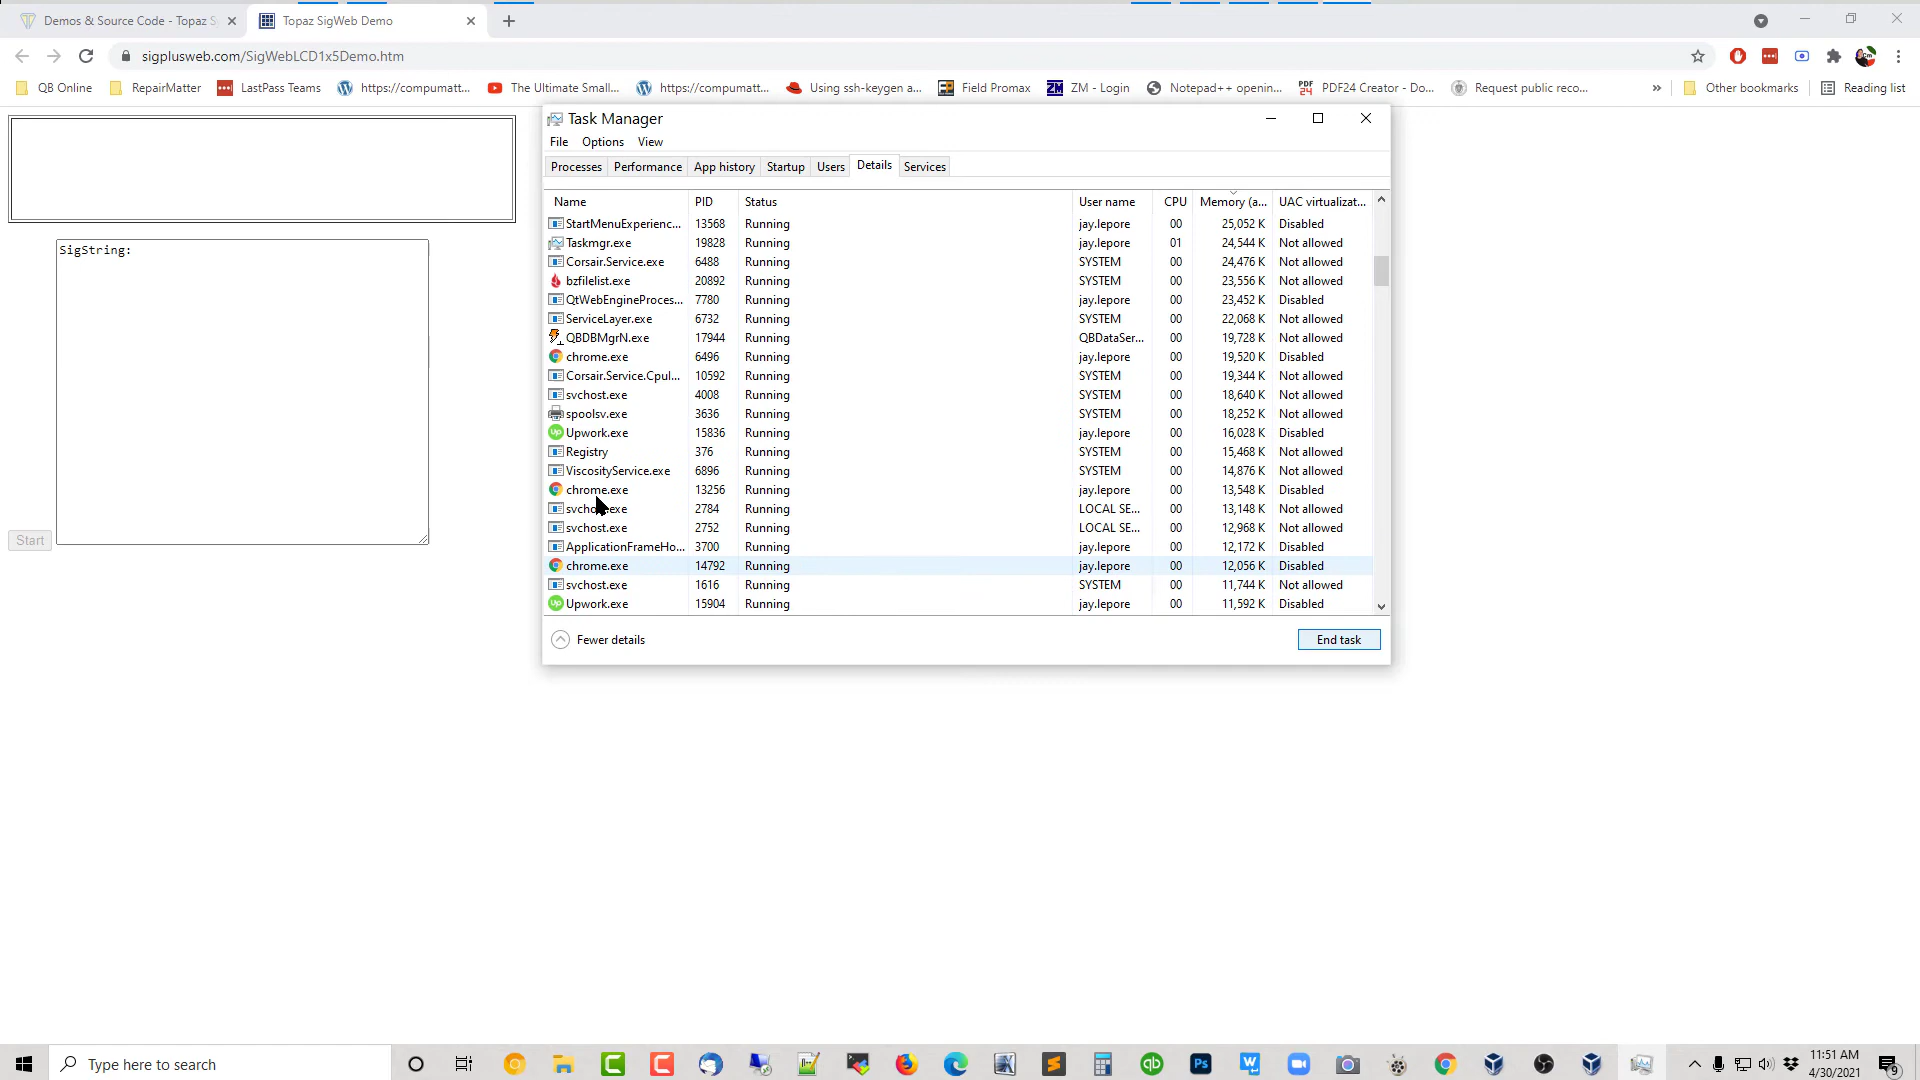 Demos & Source Code - Topaz S
Topaz SigWeb Demo
sigplusweb.com/SigWebLCD1x5Demo.htm
QB Online
RepairMatter
LastPass Teams
https://compumatt...
The Ultimate Small...
https://compumatt...
Using ssh-keygen a...
Field Promax
ZM - Login
Notepad++ openin...
PDF24 Creator - Do...
Request public reco...
»
Other bookmarks
Reading list
Task Manager
File Options View
Processes Performance App history Startup Users Details Services
Name PID Status User name CPU Memory (a... UAC virtualizat...
StartMenuExperienc... 13568 Running jay.lepore 00 25,052 K Disabled
Taskmgr.exe 19828 Running jay.lepore 01 24,544 K Not allowed
Corsair.Service.exe 6488 Running SYSTEM 00 24,476 K Not allowed
bzfilelist.exe 20892 Running SYSTEM 00 23,556 K Not allowed
QtWebEngineProces... 7780 Running jay.lepore 00 23,452 K Disabled
ServiceLayer.exe 6732 Running SYSTEM 00 22,068 K Not allowed
QBDBMgrN.exe 17944 Running QBDataSer... 00 19,728 K Not allowed
chrome.exe 6496 Running jay.lepore 00 19,520 K Disabled
Corsair.Service.Cpul... 10592 Running SYSTEM 00 19,344 K Not allowed
svchost.exe 4008 Running SYSTEM 00 18,640 K Not allowed
spoolsv.exe 3636 Running SYSTEM 00 18,252 K Not allowed
Upwork.exe 15836 Running jay.lepore 00 16,028 K Disabled
Registry 376 Running SYSTEM 00 15,468 K Not allowed
ViscosityService.exe 6896 Running SYSTEM 00 14,876 K Not allowed
chrome.exe 13256 Running jay.lepore 00 13,548 K Disabled
svchost.exe 2784 Running LOCAL SE... 00 13,148 K Not allowed
svchost.exe 2752 Running LOCAL SE... 00 12,968 K Not allowed
ApplicationFrameHo... 3700 Running jay.lepore 00 12,172 K Disabled
chrome.exe 14792 Running jay.lepore 00 12,056 K Disabled
svchost.exe 1616 Running SYSTEM 00 11,744 K Not allowed
Upwork.exe 15904 Running jay.lepore 00 11,592 K Disabled
Fewer details
End task
SigString:
Start
Type here to search
11:51 AM
4/30/2021
9